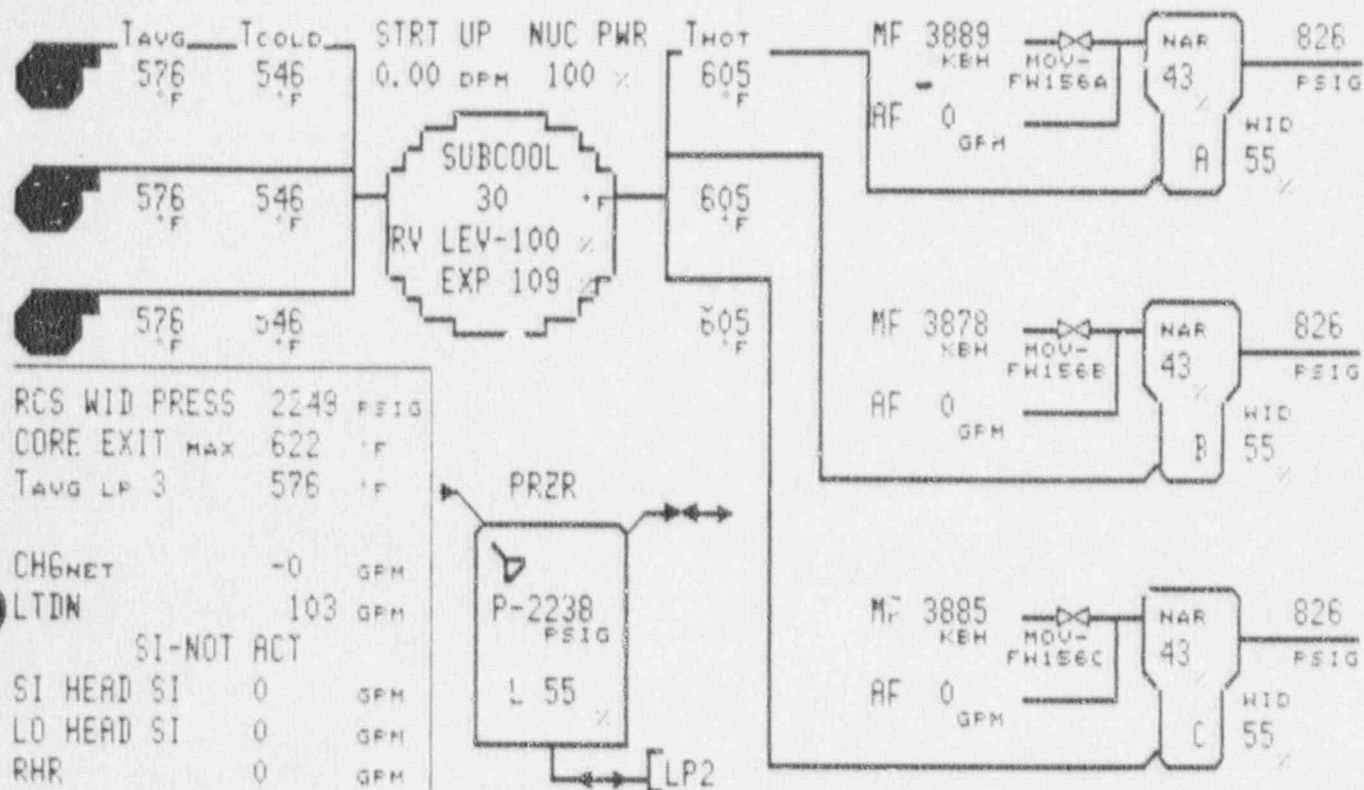 TAVG TCOLD STRT UP NUC PWR THOT
576 °F 546 °F 0.00 DPM 100 % 605 °F
SUBCOOL
576 °F 546 °F 30 °F 605 °F
RV LEV-100 %
EXP 109 %
576 °F 546 °F 605 °F
MF 3889 KBH MOV-FW156A NAR 43 % 826 PSIG
AF 0 GPM A WID 55 %
MF 3878 KBH MOV-FW156B NAR 43 % 826 PSIG
AF 0 GPM B WID 55 %
MF 3885 KBH MOV-FW156C NAR 43 % 826 PSIG
AF 0 GPM C WID 55 %
RCS WID PRESS 2249 PSIG
CORE EXIT MAX 622 °F
TAVG LP 3 576 °F
CHGNET -0 GPM
LTDN 103 GPM
SI-NOT ACT
SI HEAD SI 0 GPM
LO HEAD SI 0 GPM
RHR 0 GPM
PRZR
P-2238 PSIG
L 55 %
LP2